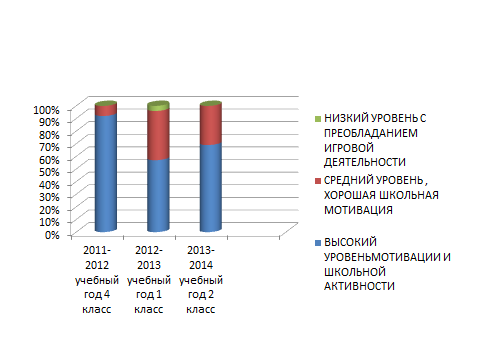 100%
90%
80%
70%
60%
50%
40%
30%
20%
10%
0%
2011-
2012
учебный
год 4
класс
2012-
2013
учебный
год 1
класс
2013-
2014
учебный
год 2
класс
НИЗКИЙ УРОВЕНЬ С
ПРЕОБЛАДАНИЕМ
ИГРОВОЙ
ДЕЯТЕЛЬНОСТИ
СРЕДНИЙ УРОВЕНЬ ,
ХОРОШАЯ ШКОЛЬНАЯ
МОТИВАЦИЯ
ВЫСОКИЙ
УРОВЕНЬМОТИВАЦИИ И
ШКОЛЬНОЙ
АКТИВНОСТИ